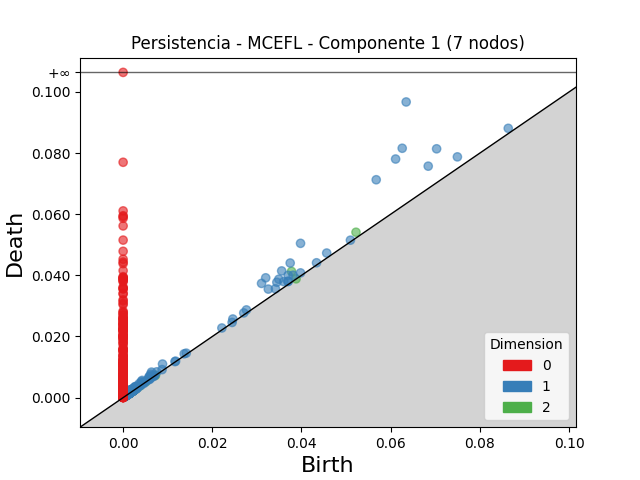 Persistencia - MCEFL - Componente 1 (7 nodos)
+∞
0.100
0.080
0.060
0.040
0.020
0.000
Death
Dimension
0
1
2
0.00 0.02 0.04 0.06 0.08 0.10
Birth